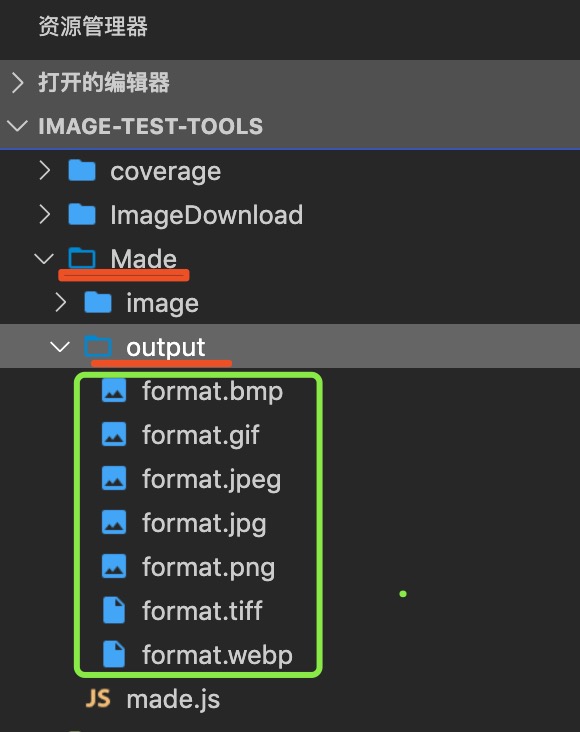 资源管理器
打开的编辑器
IMAGE-TEST-TOOLS
coverage
ImageDownload
Made
image
output
format.bmp
format.gif
format.jpeg
format.jpg
format.png
format.tiff
format.webp
JS made.js